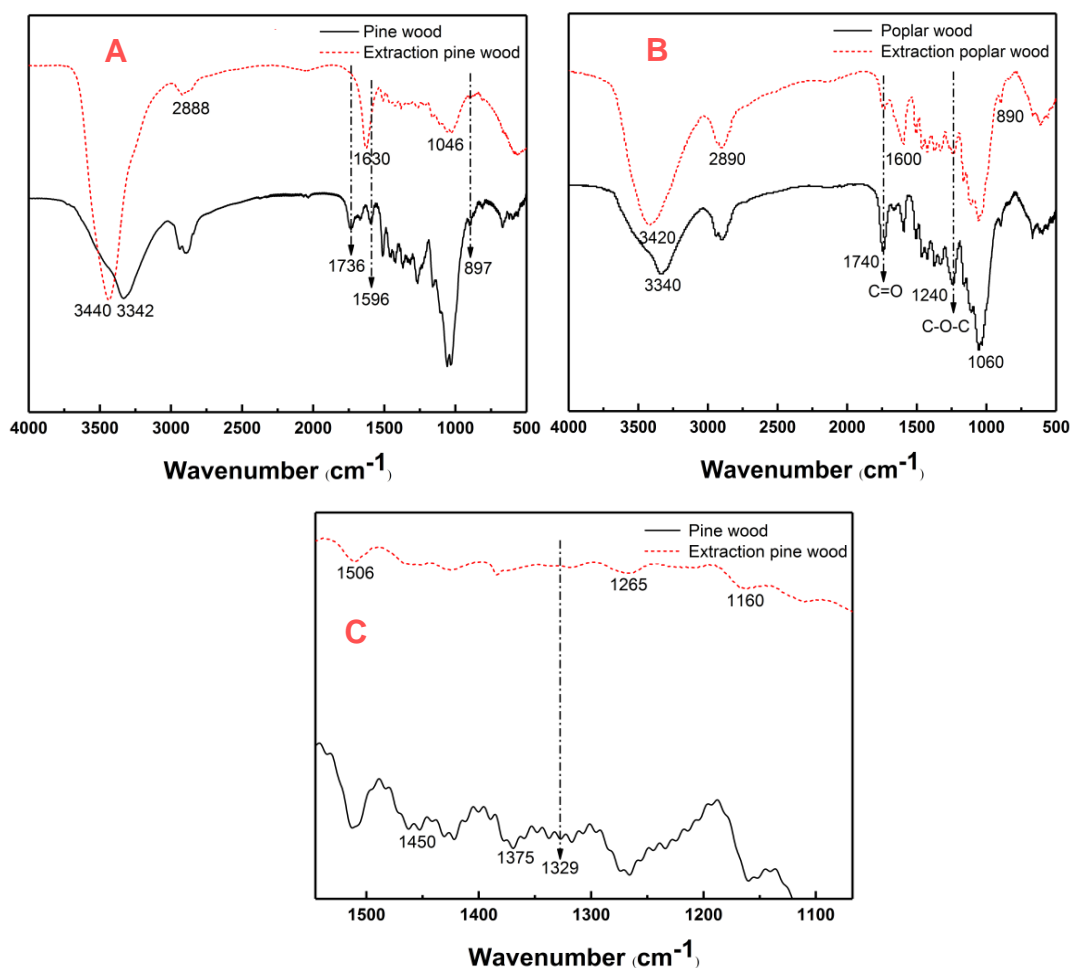 A
Pine wood
Extraction pine wood
2888
1630
1046
3440
3342
1736
1596
897
4000 3500 3000 2500 2000 1500 1000 500
Wavenumber (cm-1)
B
Poplar wood
Extraction poplar wood
890
2890
1600
3420
3340
1740
C=O
1240
C-O-C
1060
4000 3500 3000 2500 2000 1500 1000 500
Wavenumber (cm-1)
C
Pine wood
Extraction pine wood
1506
1265
1160
1450
1375
1329
1500 1400 1300 1200 1100
Wavenumber (cm-1)